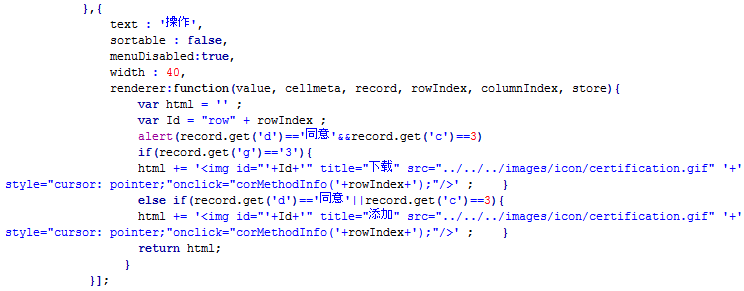 },{
text : '操作',
sortable : false,
menuDisabled:true,
width : 40,
renderer:function(value, cellmeta, record, rowIndex, columnIndex, store){
var html = '' ;
var Id = "row" + rowIndex ;
alert(record.get('d')=='同意'&&record.get('c')==3)
if(record.get('g')=='3'){
html += '<img id="'+Id+'" title="下载" src="../../../images/icon/certification.gif" '+'
style="cursor: pointer;"onclick="corMethodInfo('+rowIndex+');"/>' ; }
else if(record.get('d')=='同意'||record.get('c')==3){
html += '<img id="'+Id+'" title="添加" src="../../../images/icon/certification.gif" '+'
style="cursor: pointer;"onclick="corMethodInfo('+rowIndex+');"/>' ; }
return html;
}
}];